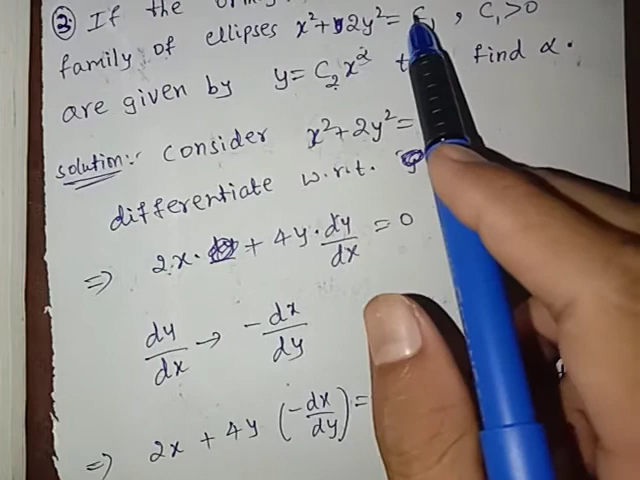 ② If the
family of ellipses x²+2y² = C₁, C₁>0
are given by y = C₂x^α find α.
solution:- Consider x²+2y² =
differentiate w.r.t.
⇒ 2x. + 4y. dy/dx = 0
dy/dx → -dx/dy
⇒ 2x + 4y (-dx/dy) =